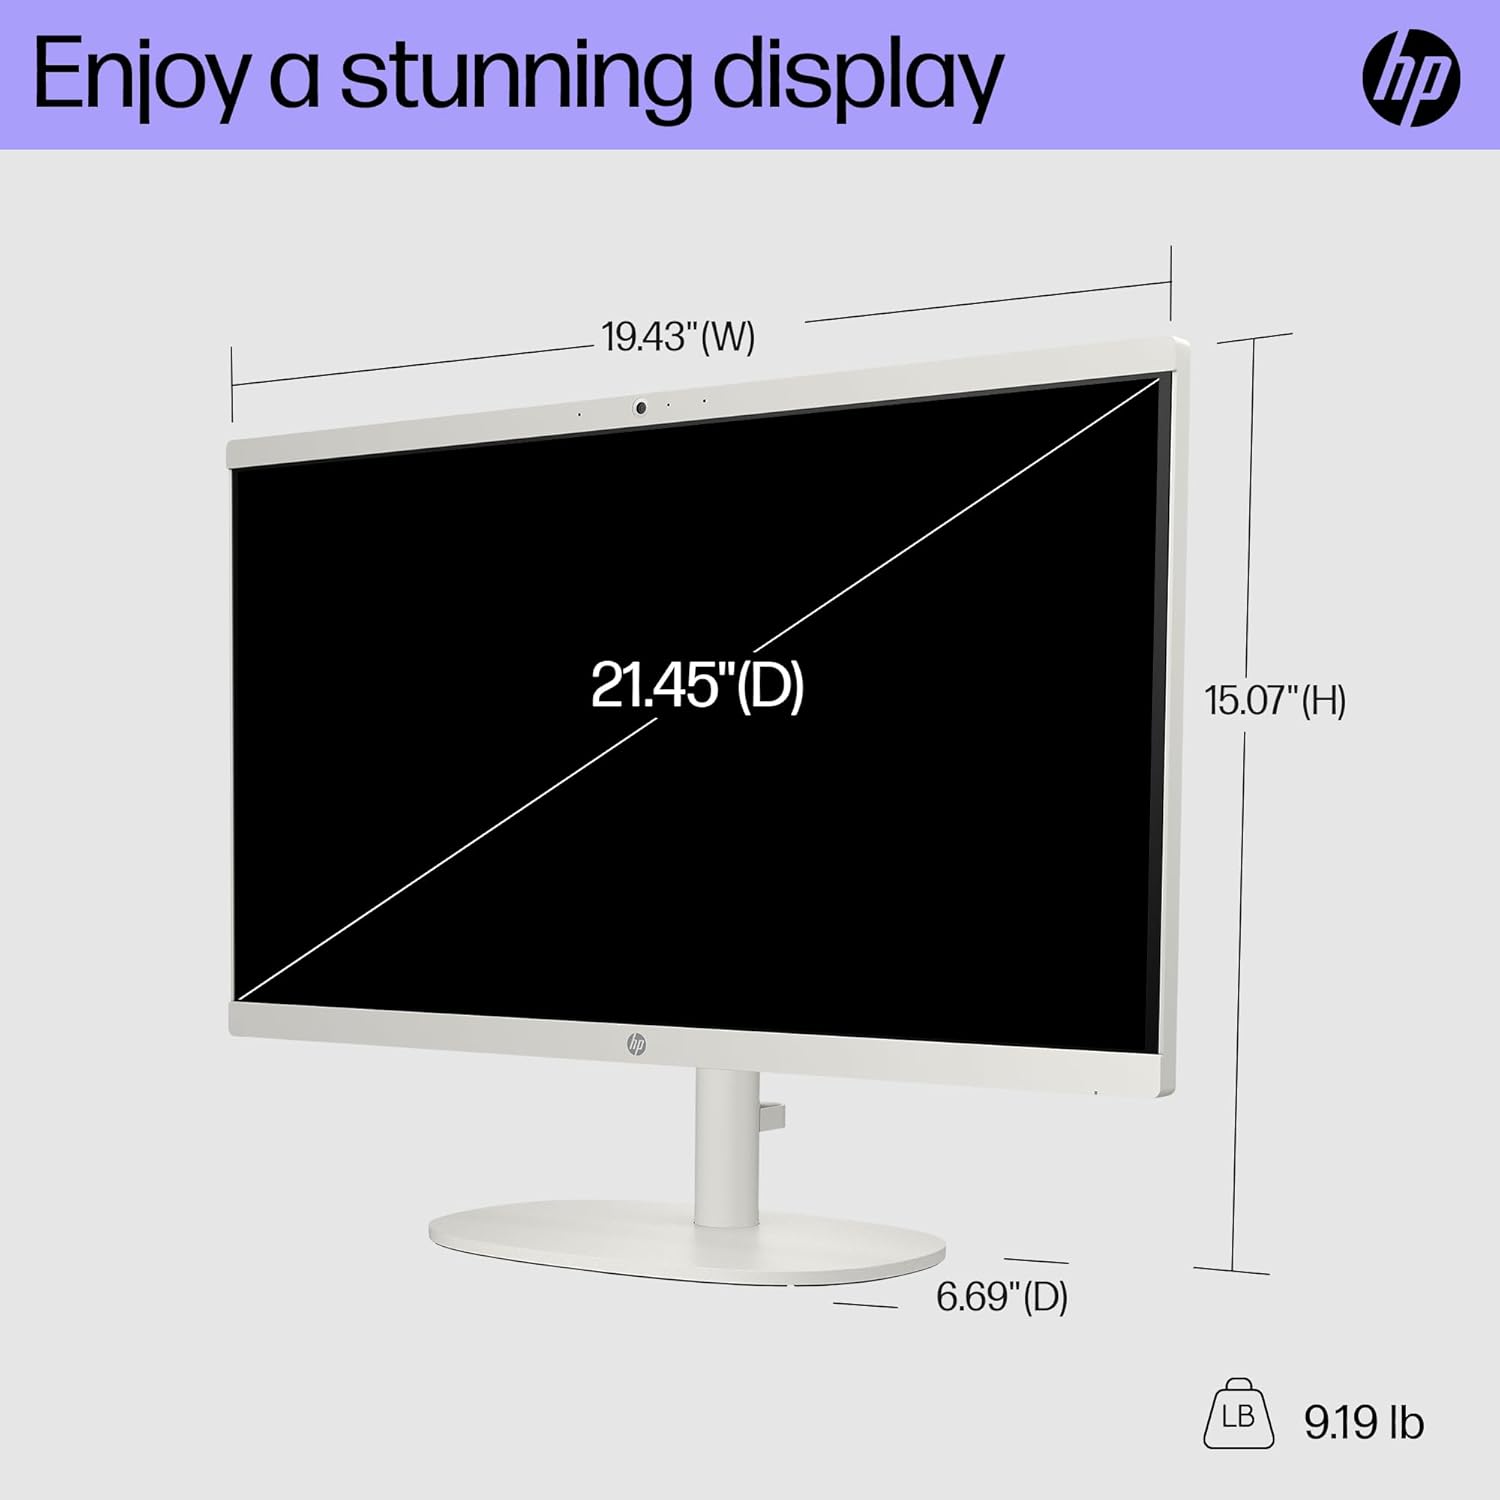 Enjoy a stunning display
hp
19.43"(W)
21.45"(D)
15.07"(H)
hp
6.69"(D)
LB
9.19 lb